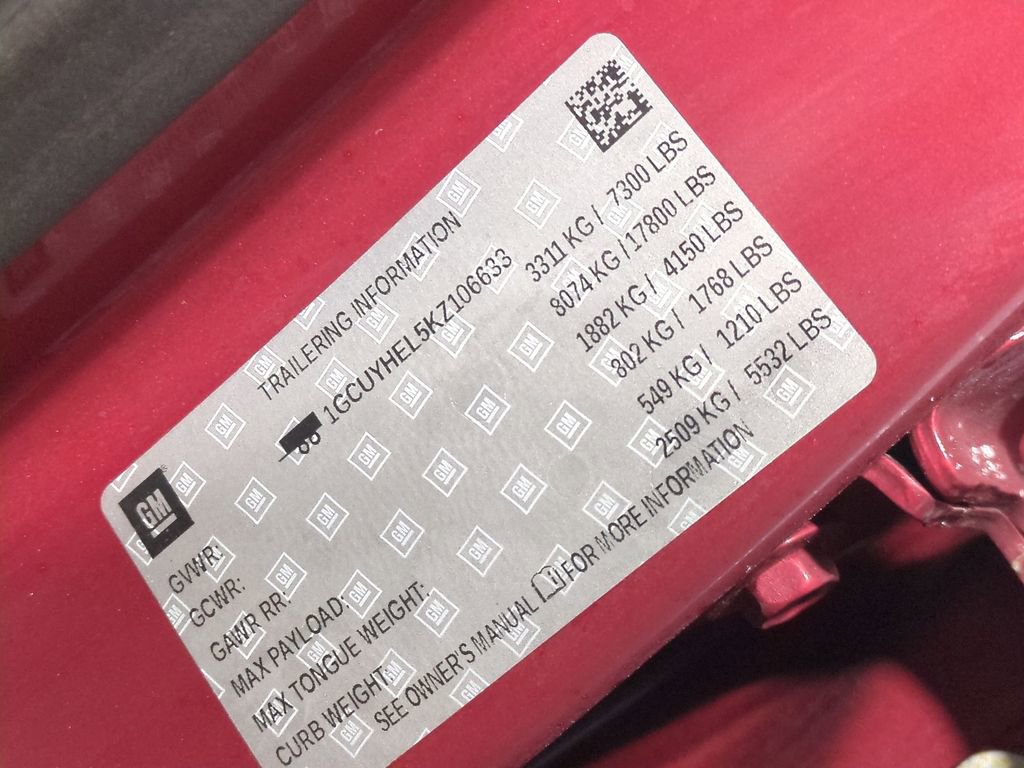 TRAILERING INFORMATION
1GCUYHEL5KZ106633
GM
GVWR: 3311 KG / 7300 LBS
GCWR: 8074 KG / 17800 LBS
GAWR RR: 1882 KG / 4150 LBS
MAX PAYLOAD: 802 KG / 1768 LBS
MAX TONGUE WEIGHT: 549 KG / 1210 LBS
CURB WEIGHT: 2509 KG / 5532 LBS
SEE OWNER'S MANUAL FOR MORE INFORMATION